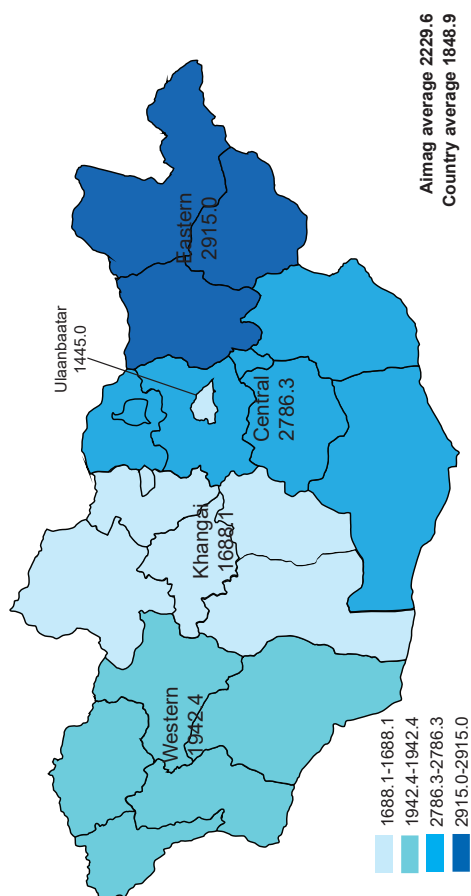 Ulaanbaatar
1445.0
Western
1942.4
Khangai
1688.1
Central
2786.3
Eastern
2915.0
1688.1-1688.1
1942.4-1942.4
2786.3-2786.3
2915.0-2915.0
Aimag average 2229.6
Country average 1848.9